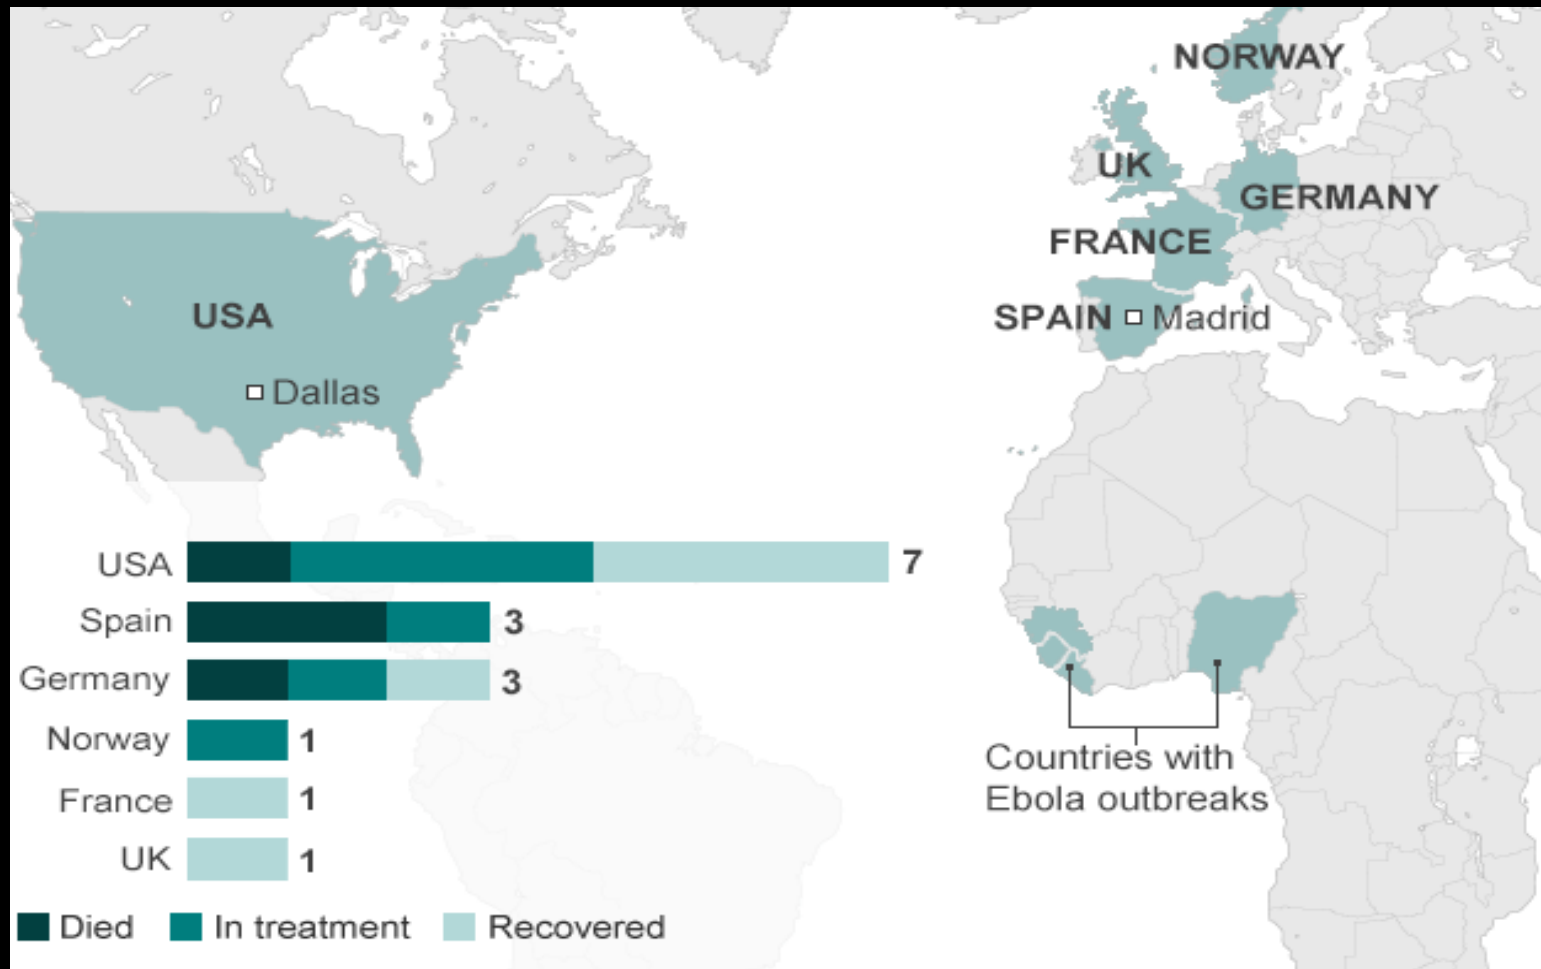 NORWAY
UK
GERMANY
FRANCE
SPAIN
Madrid
USA
Dallas
Countries with
Ebola outbreaks
USA 7
Spain 3
Germany 3
Norway 1
France 1
UK 1
Died In treatment Recovered